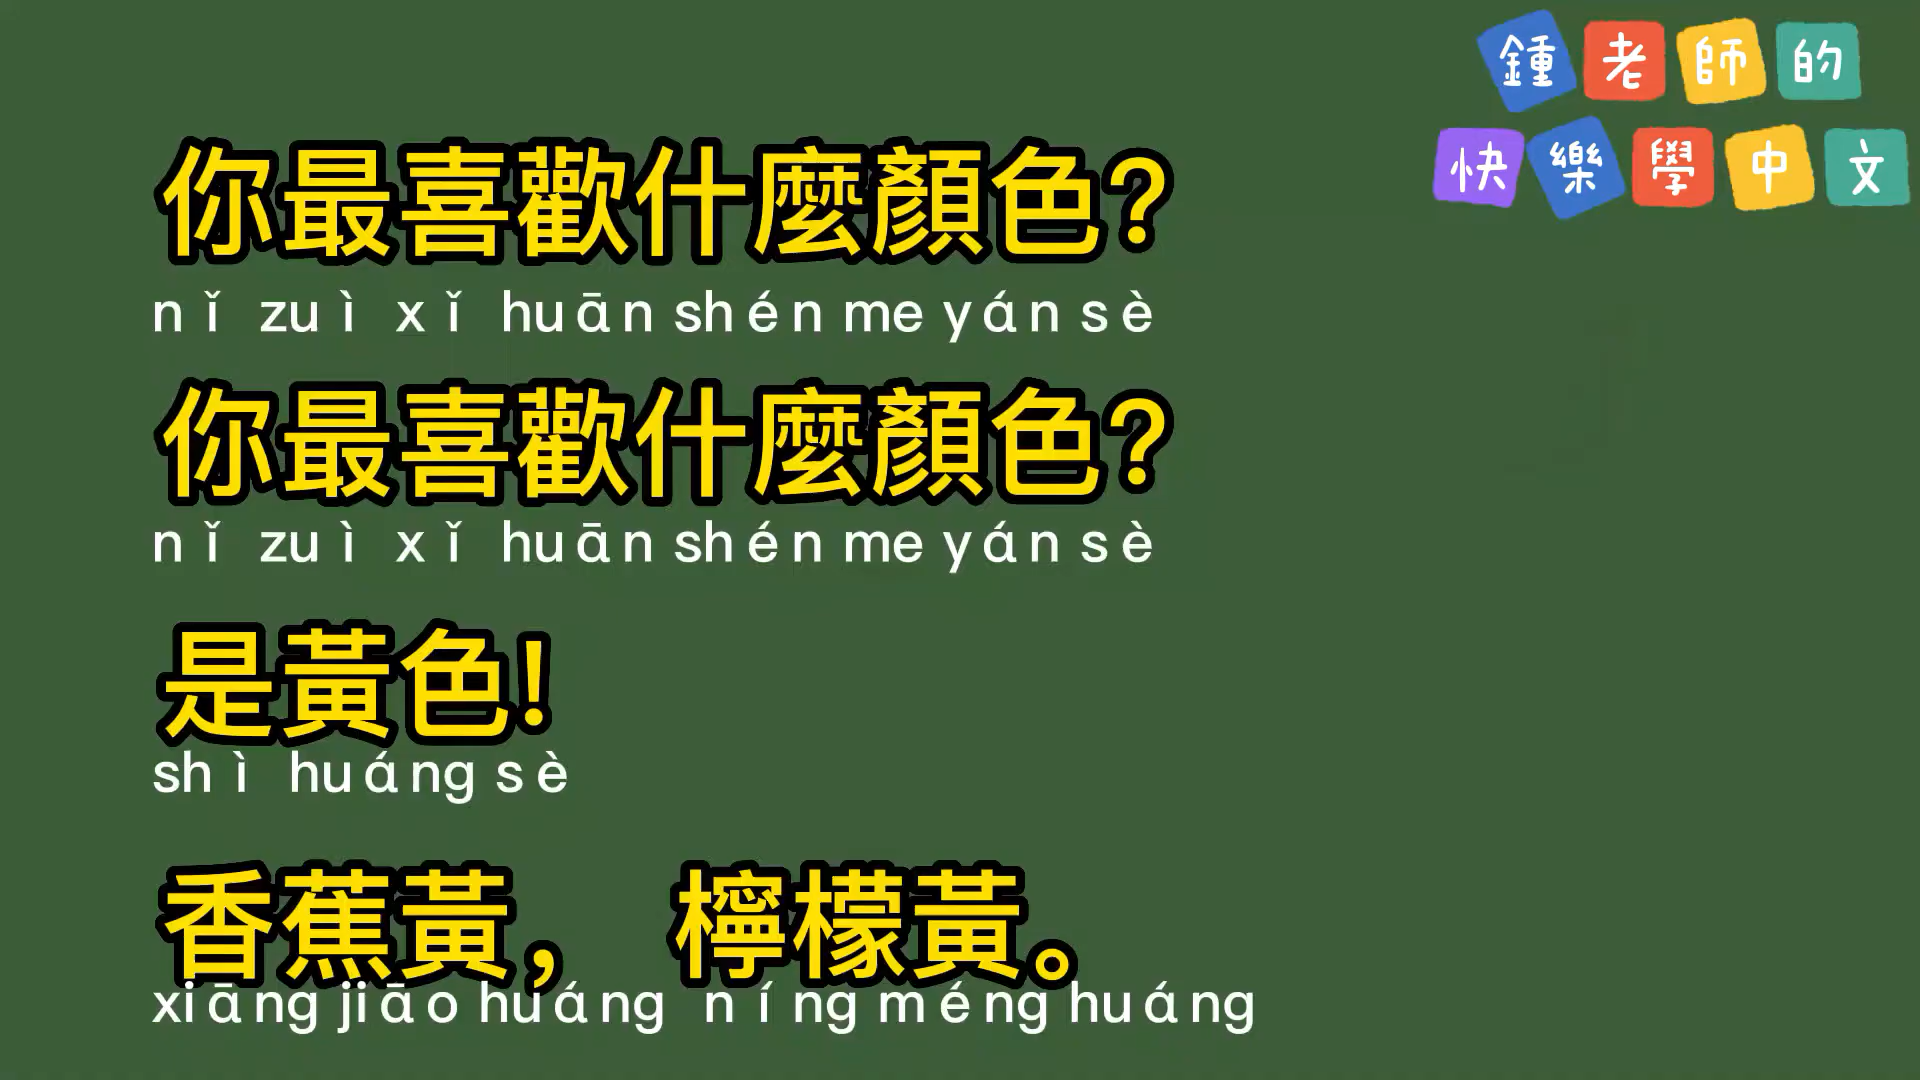 鍾老師的
快樂學中文
你最喜歡什麼顏色?
nǐ zuì xǐ huān shén me yán sè
你最喜歡什麼顏色?
nǐ zuì xǐ huān shén me yán sè
是黃色!
shì huáng sè
香蕉黃, 檸檬黃。
xiāng jiāo huáng níng méng huáng